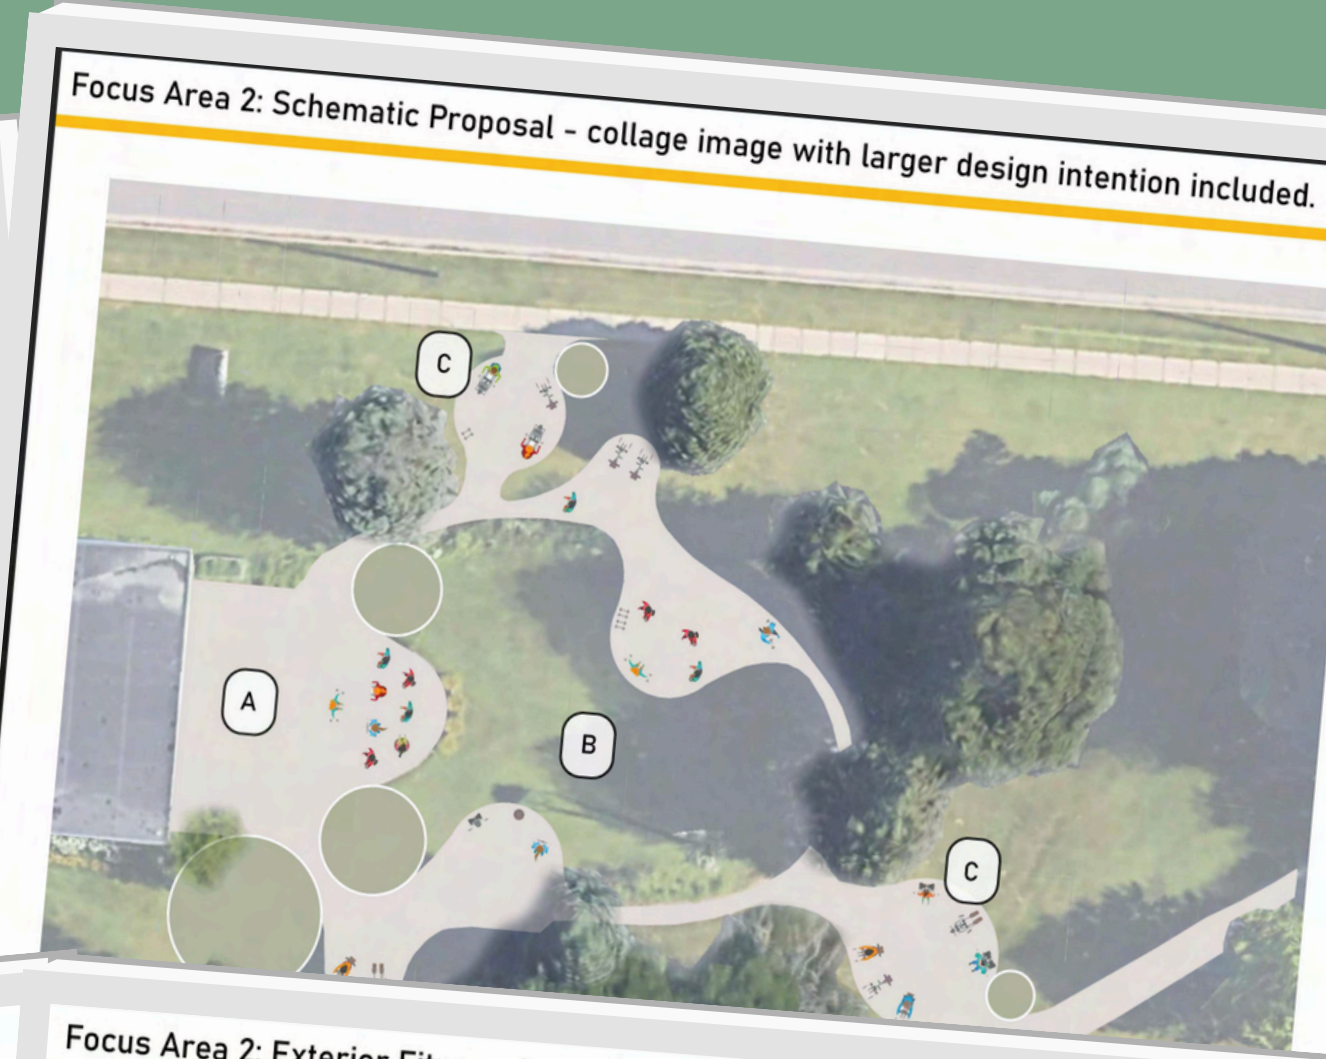 Focus Area 2: Schematic Proposal - collage image with larger design intention included.
C
A
B
C
Focus Area 2: Exterior